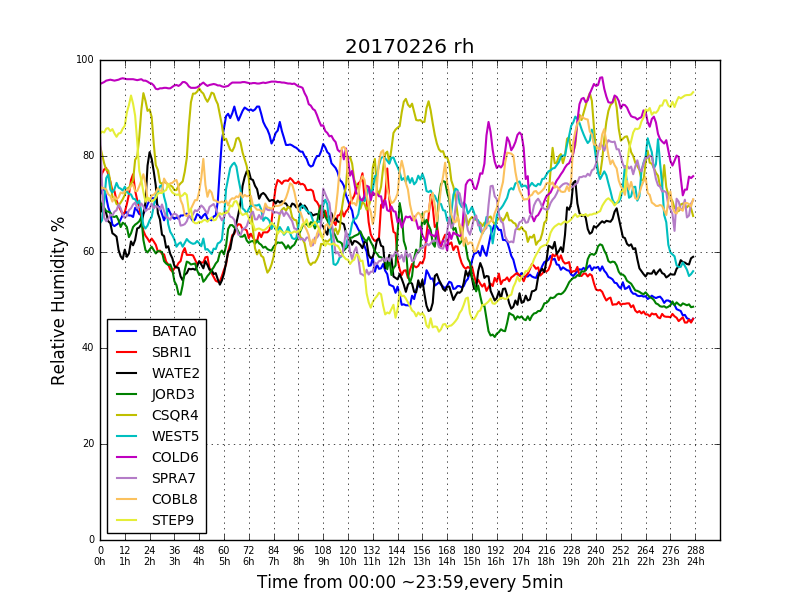 20170226 rh
100
80
60
40
20
0
Relative Humidity %
BATA0
SBRI1
WATE2
JORD3
CSQR4
WEST5
COLD6
SPRA7
COBL8
STEP9
0 12 24 36 48 60 72 84 96 108 120 132 144 156 168 180 192 204 216 228 240 252 264 276 288
0h 1h 2h 3h 4h 5h 6h 7h 8h 9h 10h 11h 12h 13h 14h 15h 16h 17h 18h 19h 20h 21h 22h 23h 24h
Time from 00:00 ~23:59,every 5min